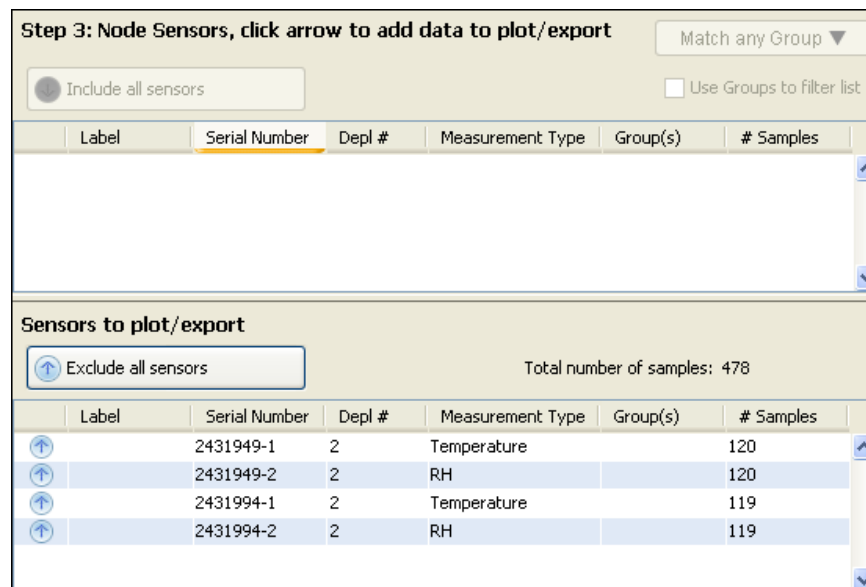 Step 3: Node Sensors, click arrow to add data to plot/export
Match any Group ▼
Include all sensors
Use Groups to filter list
Label Serial Number Depl # Measurement Type Group(s) # Samples
Sensors to plot/export
Exclude all sensors
Total number of samples: 478
Label Serial Number Depl # Measurement Type Group(s) # Samples
2431949-1 2 Temperature 120
2431949-2 2 RH 120
2431994-1 2 Temperature 119
2431994-2 2 RH 119